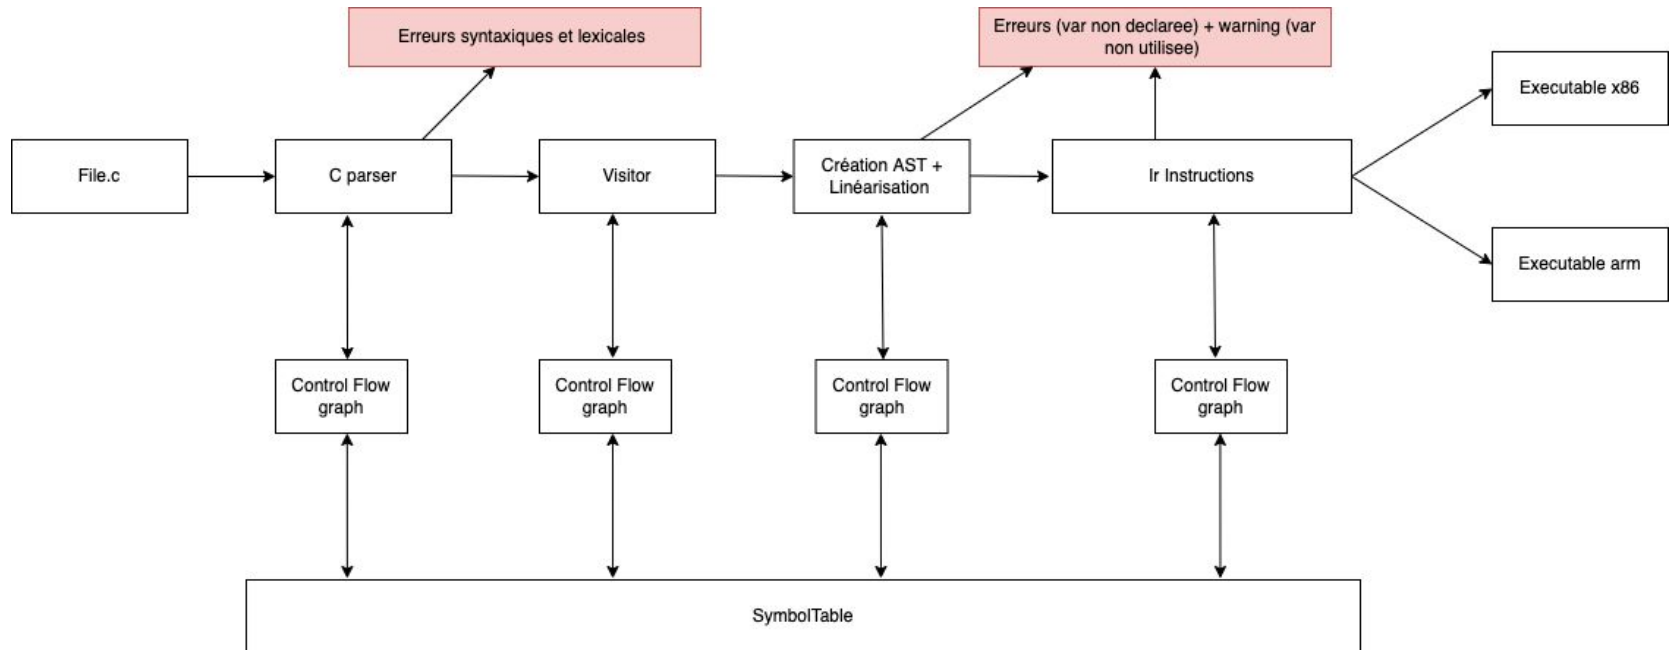 Erreurs syntaxiques et lexicales
Erreurs (var non declaree) + warning (var
non utilisee)
Executable x86
File.c
C parser
Visitor
Création AST +
Linéarisation
Ir Instructions
Executable arm
Control Flow
graph
Control Flow
graph
Control Flow
graph
Control Flow
graph
SymbolTable